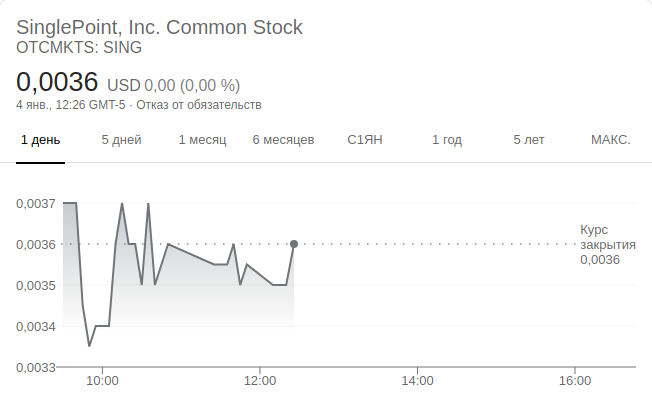 SinglePoint, Inc. Common Stock
OTCMKTS: SING
0,0036 USD 0,00 (0,00 %)
4 янв., 12:26 GMT-5 · Отказ от обязательств
1 день 5 дней 1 месяц 6 месяцев С1ЯН 1 год 5 лет МАКС.
0,0037
0,0036
0,0035
0,0034
0,0033
Курс
закрытия
0,0036
10:00 12:00 14:00 16:00